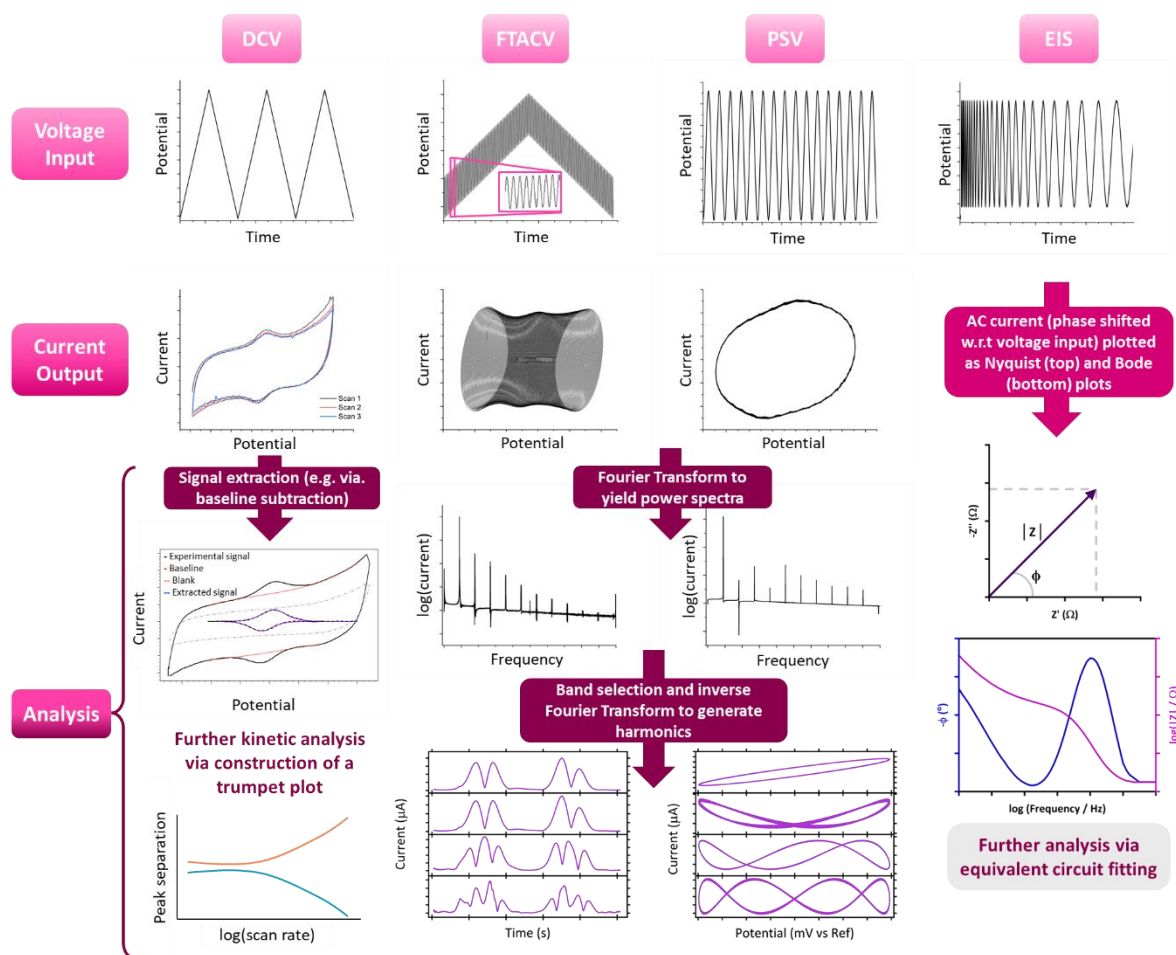 DCV
FTACV
PSV
EIS
Voltage
Input
Potential
Time
Potential
Time
Potential
Time
Potential
Time
Current
Output
Current
Scan 1
Scan 2
Scan 3
Potential
Current
Potential
Current
Potential
AC current (phase shifted
w.r.t voltage input) plotted
as Nyquist (top) and Bode
(bottom) plots
Analysis
Signal extraction (e.g. via.
baseline subtraction)
Fourier Transform to
yield power spectra
Experimental signal
Baseline
Blank
Extracted signal
Current
Potential
log(current)
Frequency
log(current)
Frequency
-Z'' (Ω)
|Z|
ϕ
Z' (Ω)
Band selection and inverse
Fourier Transform to generate
harmonics
Further kinetic analysis
via construction of a
trumpet plot
Peak separation
log(scan rate)
Current (µA)
Time (s)
Current (µA)
Potential (mV vs Ref)
-ϕ (°)
log(|Z| / Ω)
log (Frequency / Hz)
Further analysis via
equivalent circuit fitting